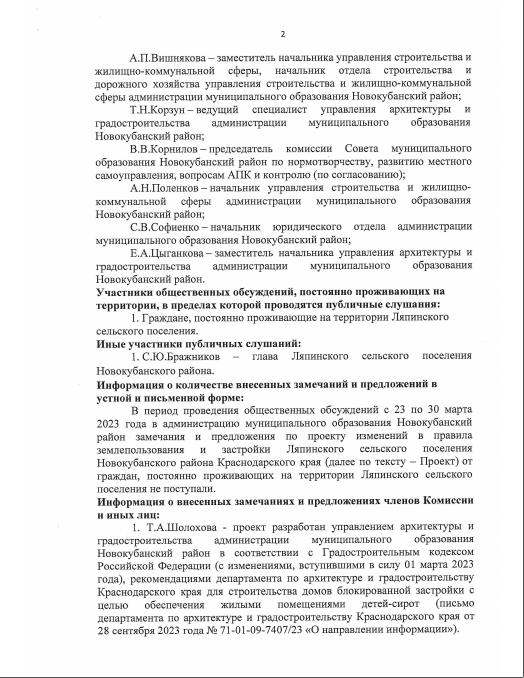 2
А.П.Вишнякова – заместитель начальника управления строительства и
жилищно-коммунальной сферы, начальник отдела строительства и
дорожного хозяйства управления строительства и жилищно-коммунальной
сферы администрации муниципального образования Новокубанский район;
Т.Н.Корзун – ведущий специалист управления архитектуры и
градостроительства администрации муниципального образования
Новокубанский район;
В.В.Корнилов – председатель комиссии Совета муниципального
образования Новокубанский район по нормотворчеству, развитию местного
самоуправления, вопросам АПК и контролю (по согласованию);
А.Н.Поленков – начальник управления строительства и жилищно-
коммунальной сферы администрации муниципального образования
Новокубанский район;
С.В.Софиенко – начальник юридического отдела администрации
муниципального образования Новокубанский район;
Е.А.Цыганкова – заместитель начальника управления архитектуры и
градостроительства администрации муниципального образования
Новокубанский район.
Участники общественных обсуждений, постоянно проживающих на
территории, в пределах которой проводятся публичные слушания:
1. Граждане, постоянно проживающие на территории Ляпинского
сельского поселения.
Иные участники публичных слушаний:
1. С.Ю.Бражников – глава Ляпинского сельского поселения
Новокубанского района.
Информация о количестве внесенных замечаний и предложений в
устной и письменной форме:
В период проведения общественных обсуждений с 23 по 30 марта
2023 года в администрацию муниципального образования Новокубанский
район замечания и предложения по проекту изменений в правила
землепользования и застройки Ляпинского сельского поселения
Новокубанского района Краснодарского края (далее по тексту – Проект) от
граждан, постоянно проживающих на территории Ляпинского сельского
поселения не поступали.
Информация о внесенных замечаниях и предложениях членов Комиссии
и иных лиц:
1. Т.А.Шолохова - проект разработан управлением архитектуры и
градостроительства администрации муниципального образования
Новокубанский район в соответствии с Градостроительным кодексом
Российской Федерации (с изменениями, вступившими в силу 01 марта 2023
года), рекомендациями департамента по архитектуре и градостроительству
Краснодарского края для строительства домов блокированной застройки с
целью обеспечения жилыми помещениями детей-сирот (письмо
департамента по архитектуре и градостроительству Краснодарского края от
28 сентября 2023 года № 71-01-09-7407/23 «О направлении информации»).